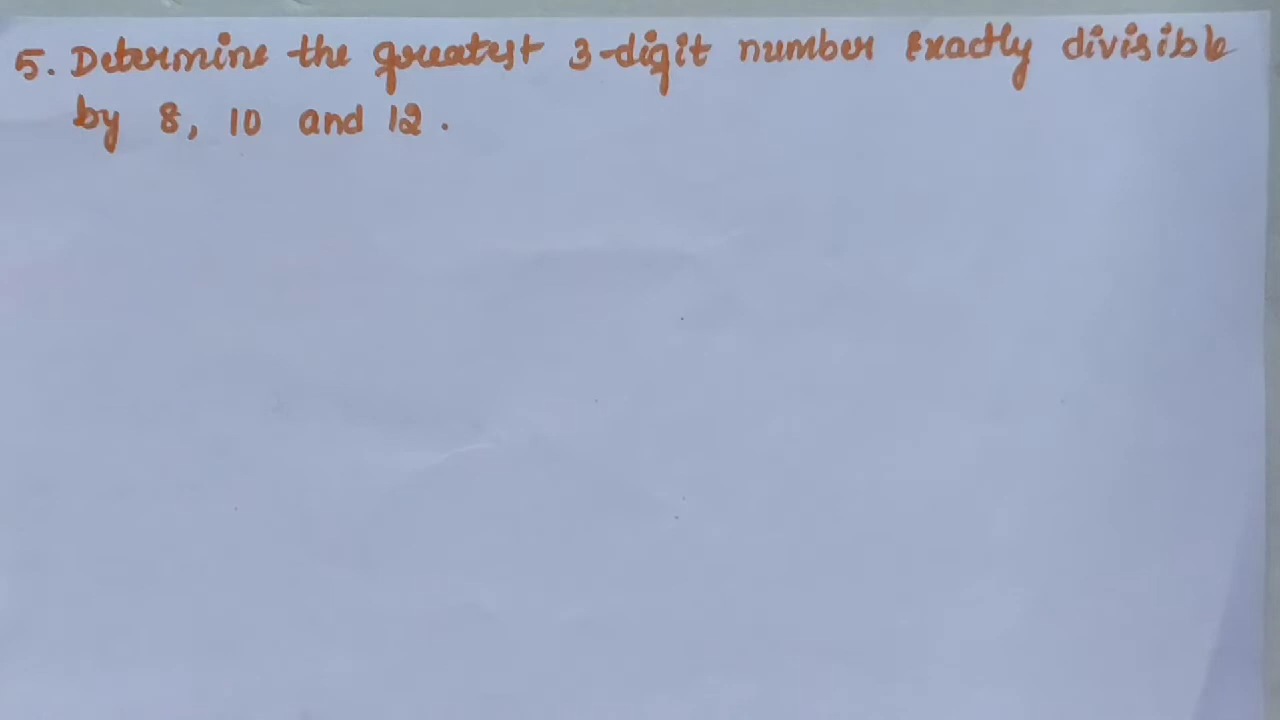 5. Determine the greatest 3-digit number Exactly divisible
by 8, 10 and 12.